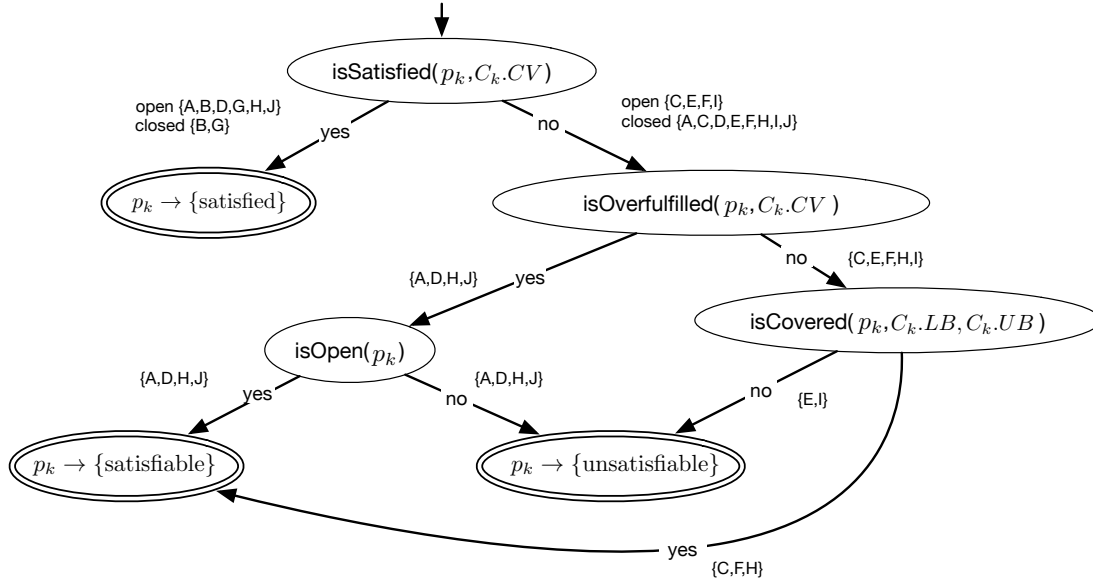 isSatisfied(p_k, C_k.CV)
open {A,B,D,G,H,J}
closed {B,G}
yes
no
open {C,E,F,I}
closed {A,C,D,E,F,H,I,J}
p_k → {satisfied}
isOverfulfilled(p_k, C_k.CV)
{A,D,H,J}
yes
no
{C,E,F,H,I}
isCovered(p_k, C_k.LB, C_k.UB)
isOpen(p_k)
{A,D,H,J}
yes
no
{A,D,H,J}
no
{E,I}
p_k → {satisfiable}
p_k → {unsatisfiable}
yes
{C,F,H}